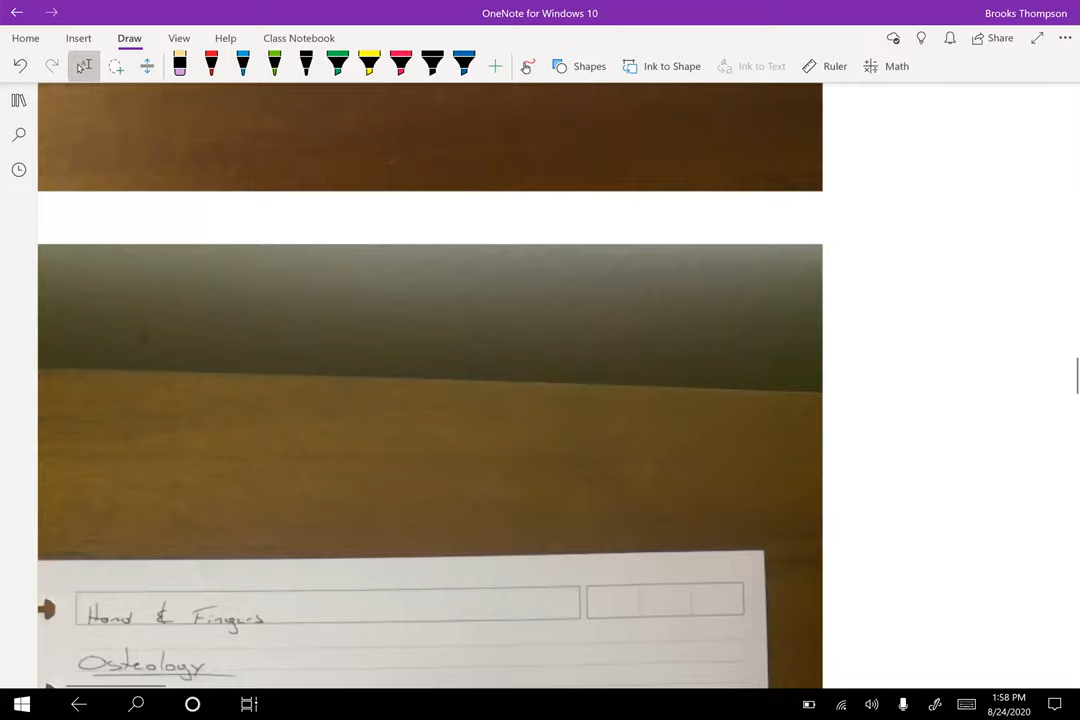 OneNote for Windows 10
Brooks Thompson
Home Insert Draw View Help Class Notebook
Share
Shapes Ink to Shape Ink to Text Ruler Math
Hand & Fingers
Osteology
1:58 PM
8/24/2020